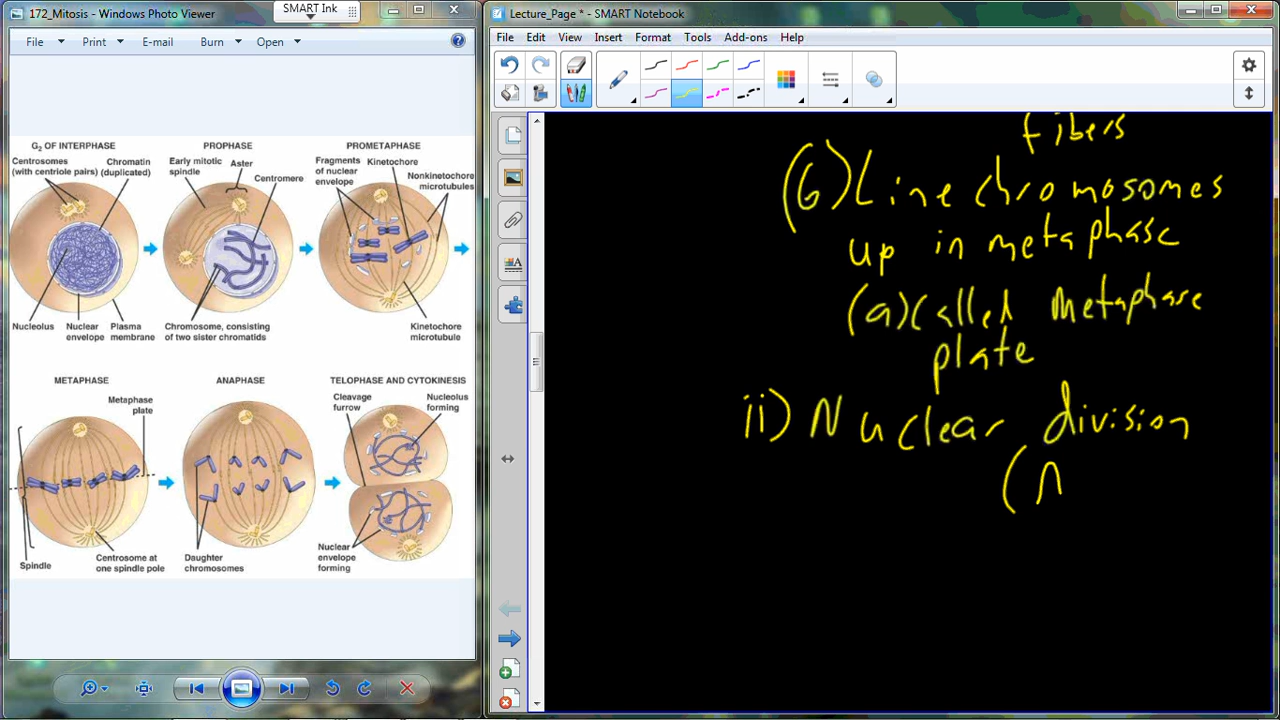 172_Mitosis - Windows Photo Viewer
SMART Ink
File Print E-mail Burn Open
G2 OF INTERPHASE
Centrosomes
(with centriole pairs)
Chromatin
(duplicated)
Nucleolus
Nuclear
envelope
Plasma
membrane
PROPHASE
Early mitotic
spindle
Aster
Centromere
Chromosome, consisting
of two sister chromatids
PROMETAPHASE
Fragments
of nuclear
envelope
Kinetochore
Nonkinetochore
microtubules
Kinetochore
microtubule
METAPHASE
Metaphase
plate
Spindle
Centrosome at
one spindle pole
ANAPHASE
Daughter
chromosomes
TELOPHASE AND CYTOKINESIS
Cleavage
furrow
Nucleolus
forming
Nuclear
envelope
forming
Lecture_Page * - SMART Notebook
File Edit View Insert Format Tools Add-ons Help
fibers
(6) Line chromosomes
up in metaphase
(a) Called metaphase
plate
ii) Nuclear division
(